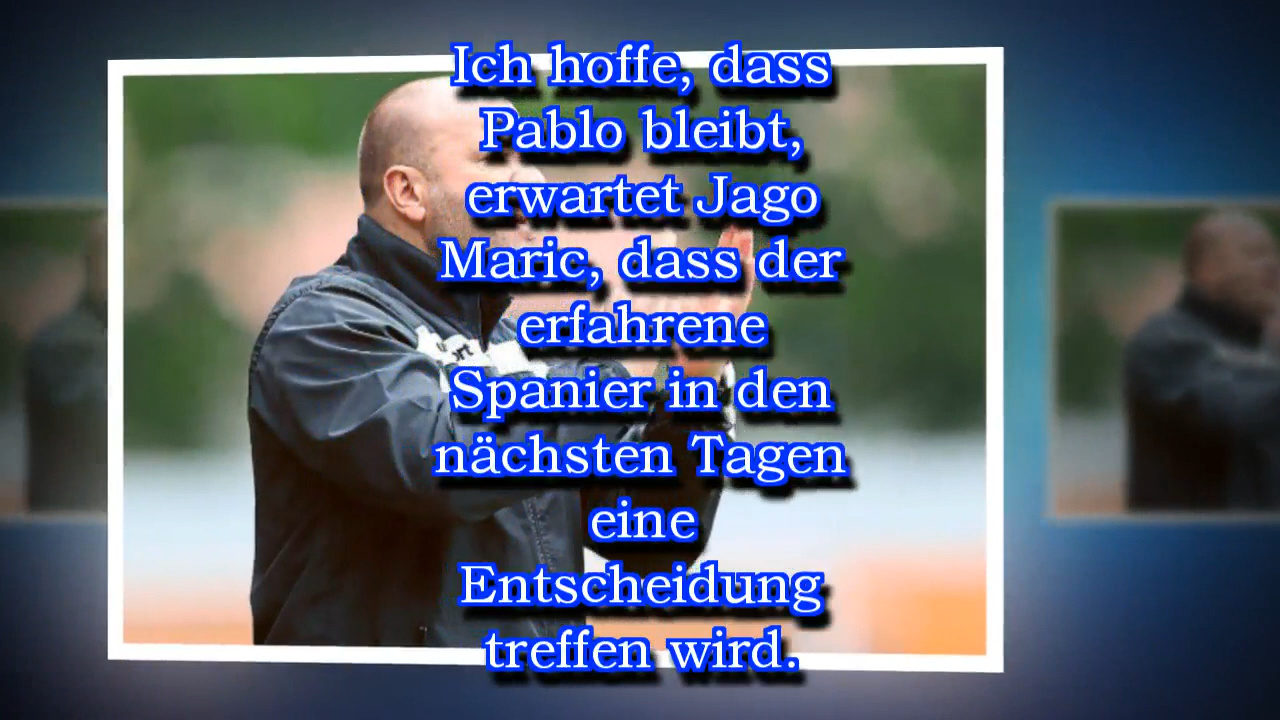 Ich hoffe, dass
Pablo bleibt,
erwartet Jago
Maric, dass der
erfahrene
Spanier in den
nächsten Tagen
eine
Entscheidung
treffen wird.